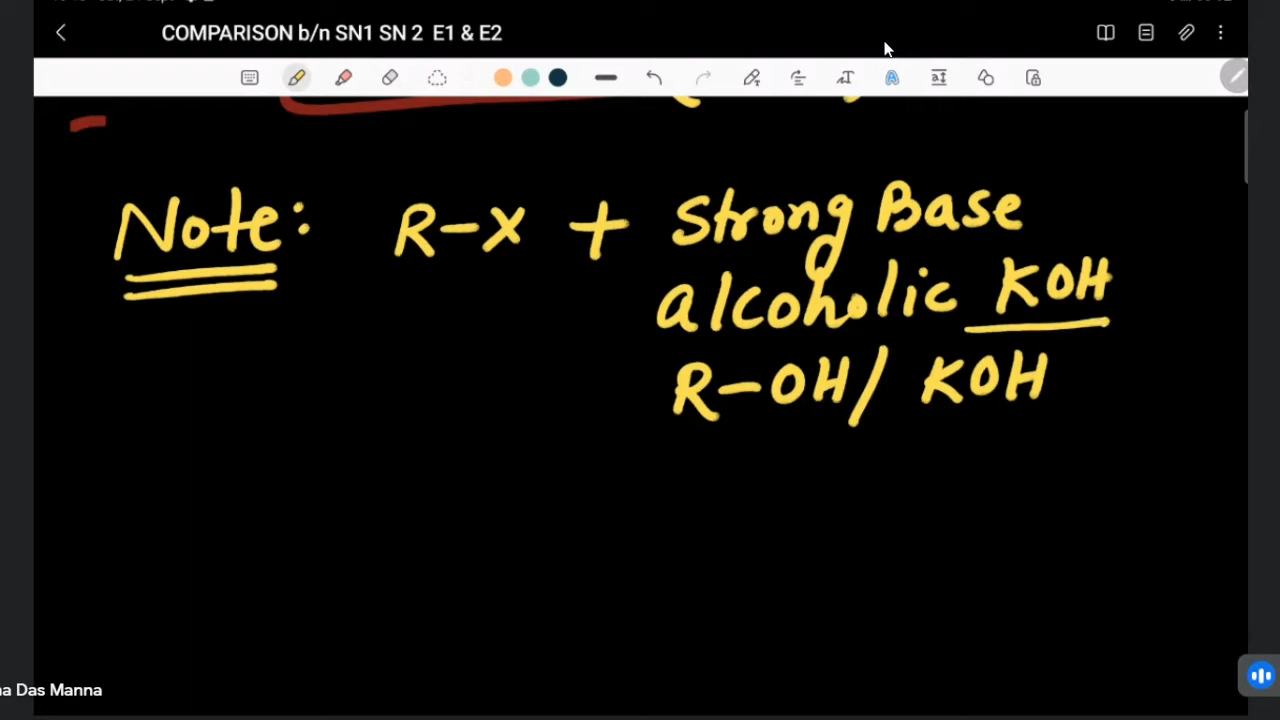 COMPARISON b/n SN1 SN 2 E1 & E2
Note: R-X + Strong Base
alcoholic KOH
R-OH/ KOH
Das Manna